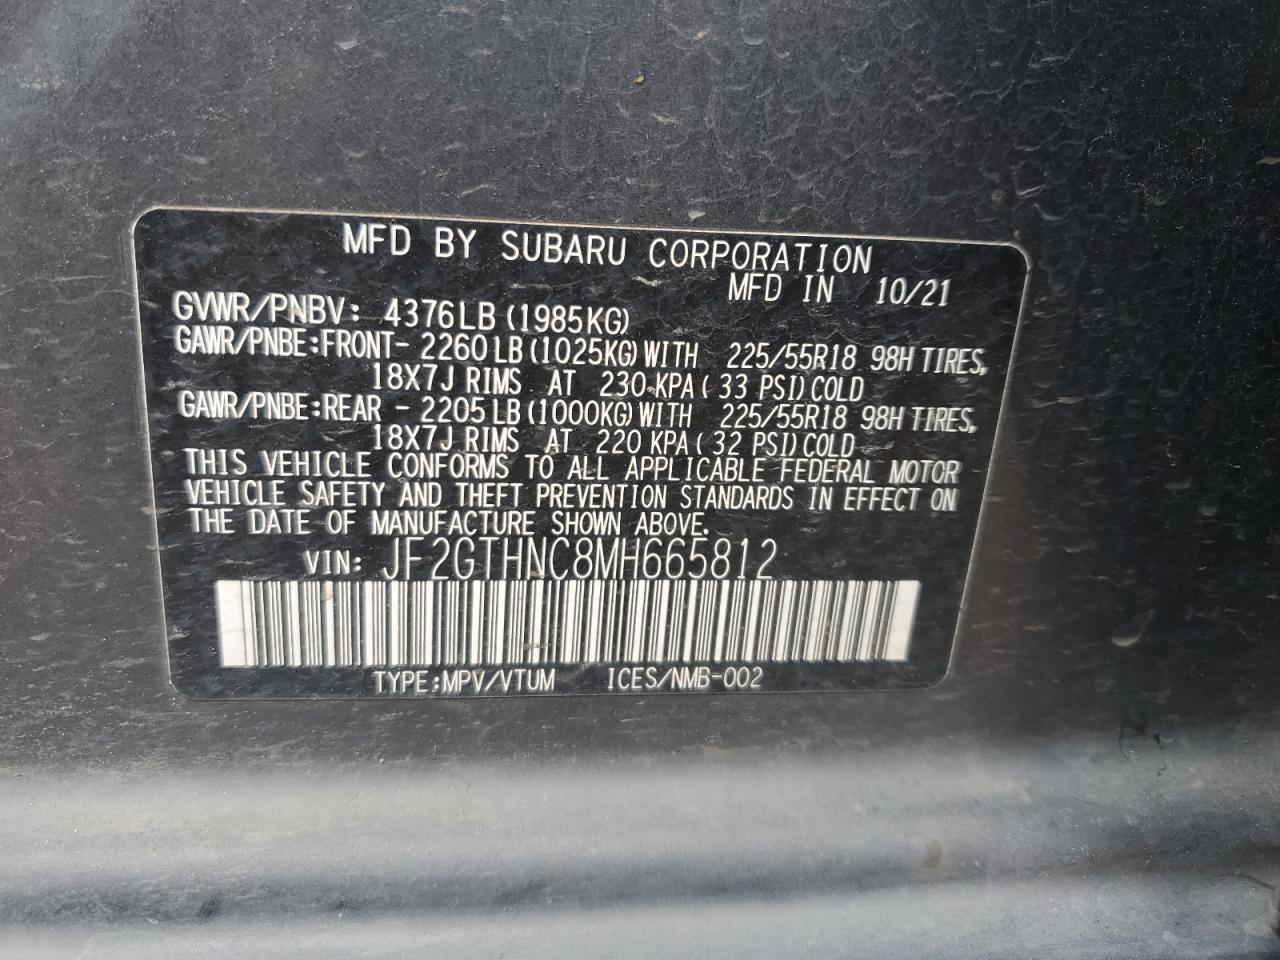 MFD BY SUBARU CORPORATION
MFD IN 10/21
GVWR/PNBV: 4376LB (1985KG)
GAWR/PNBE:FRONT- 2260LB (1025KG) WITH 225/55R18 98H TIRES,
18X7J RIMS AT 230 KPA ( 33 PSI) COLD
GAWR/PNBE:REAR - 2205LB (1000KG) WITH 225/55R18 98H TIRES,
18X7J RIMS AT 220 KPA ( 32 PSI) COLD
THIS VEHICLE CONFORMS TO ALL APPLICABLE FEDERAL MOTOR
VEHICLE SAFETY AND THEFT PREVENTION STANDARDS IN EFFECT ON
THE DATE OF MANUFACTURE SHOWN ABOVE.
VIN: JF2GTHNC8MH665812
TYPE:MPV/VTUM ICES/NMB-002